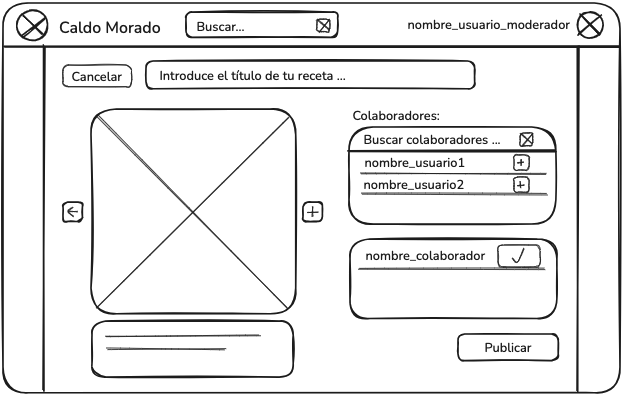 Caldo Morado
Buscar...
nombre_usuario_moderador
Cancelar
Introduce el título de tu receta ...
Colaboradores:
Buscar colaboradores ...
nombre_usuario1
nombre_usuario2
nombre_colaborador
Publicar